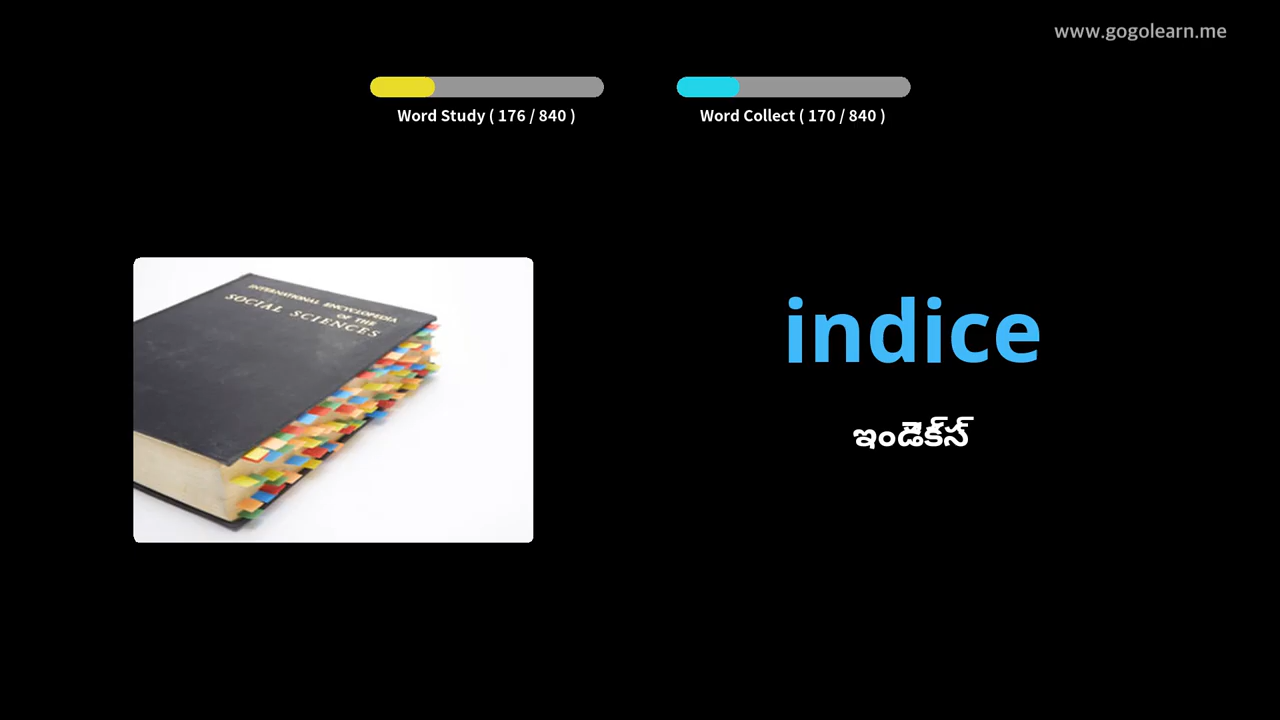 www.gogolearn.me
Word Study ( 176 / 840 )
Word Collect ( 170 / 840 )
INTERNATIONAL ENCYCLOPEDIA
OF THE
SOCIAL SCIENCES
indice
ఇండెక్స్